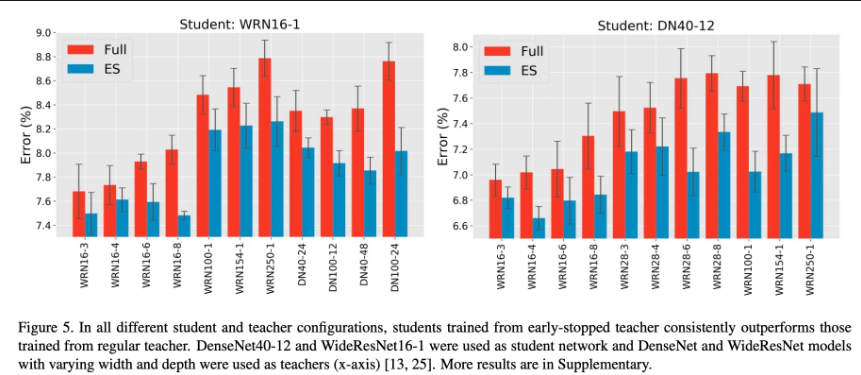 Student: WRN16-1
9.0
8.8
8.6
8.4
8.2
8.0
7.8
7.6
7.4
Error (%)
Full
ES
WRN16-3
WRN16-4
WRN16-6
WRN16-8
WRN100-1
WRN154-1
WRN250-1
DN40-24
DN100-12
DN40-48
DN100-24
Student: DN40-12
8.0
7.8
7.6
7.4
7.2
7.0
6.8
6.6
Error (%)
Full
ES
WRN16-3
WRN16-4
WRN16-6
WRN16-8
WRN28-3
WRN28-4
WRN28-6
WRN28-8
WRN100-1
WRN154-1
WRN250-1
Figure 5. In all different student and teacher configurations, students trained from early-stopped teacher consistently outperforms those
trained from regular teacher. DenseNet40-12 and WideResNet16-1 were used as student network and DenseNet and WideResNet models
with varying width and depth were used as teachers (x-axis) [13, 25]. More results are in Supplementary.